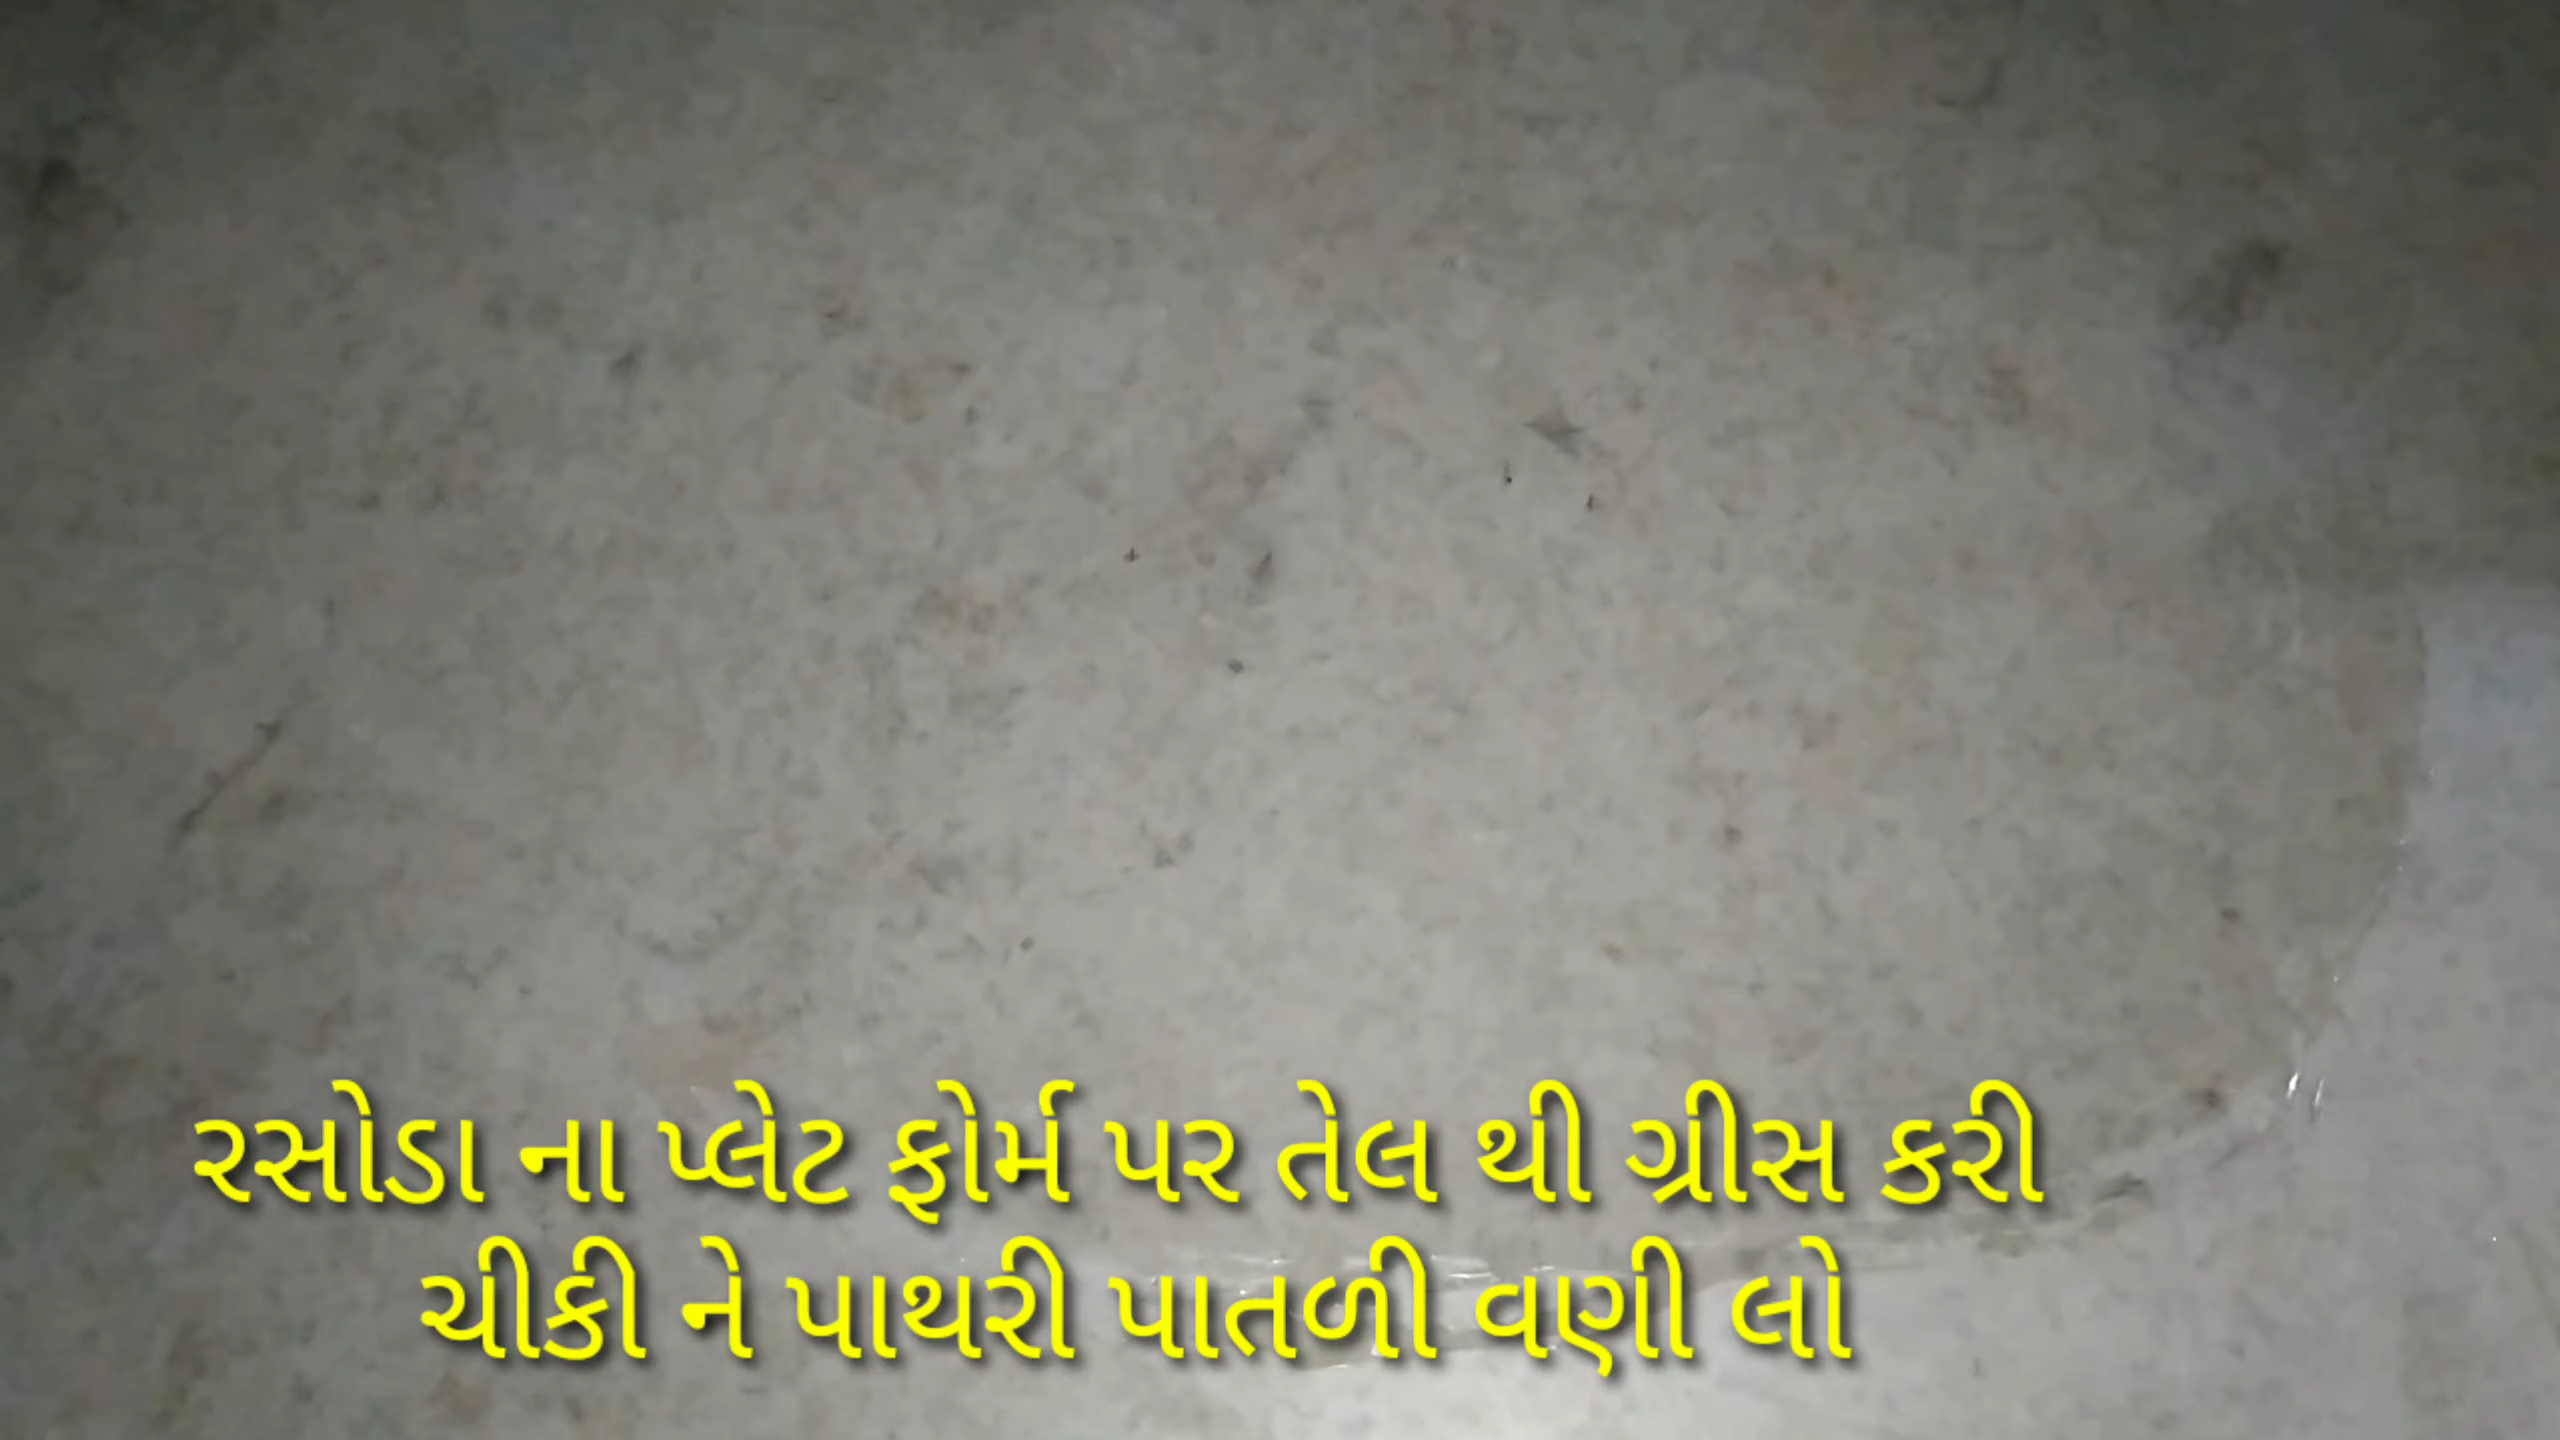 રસોડા ના પ્લેટ ફોર્મ પર તેલ થી ગ્રીસ કરી
ચીકી ને પાથરી પાતળી વણી લો